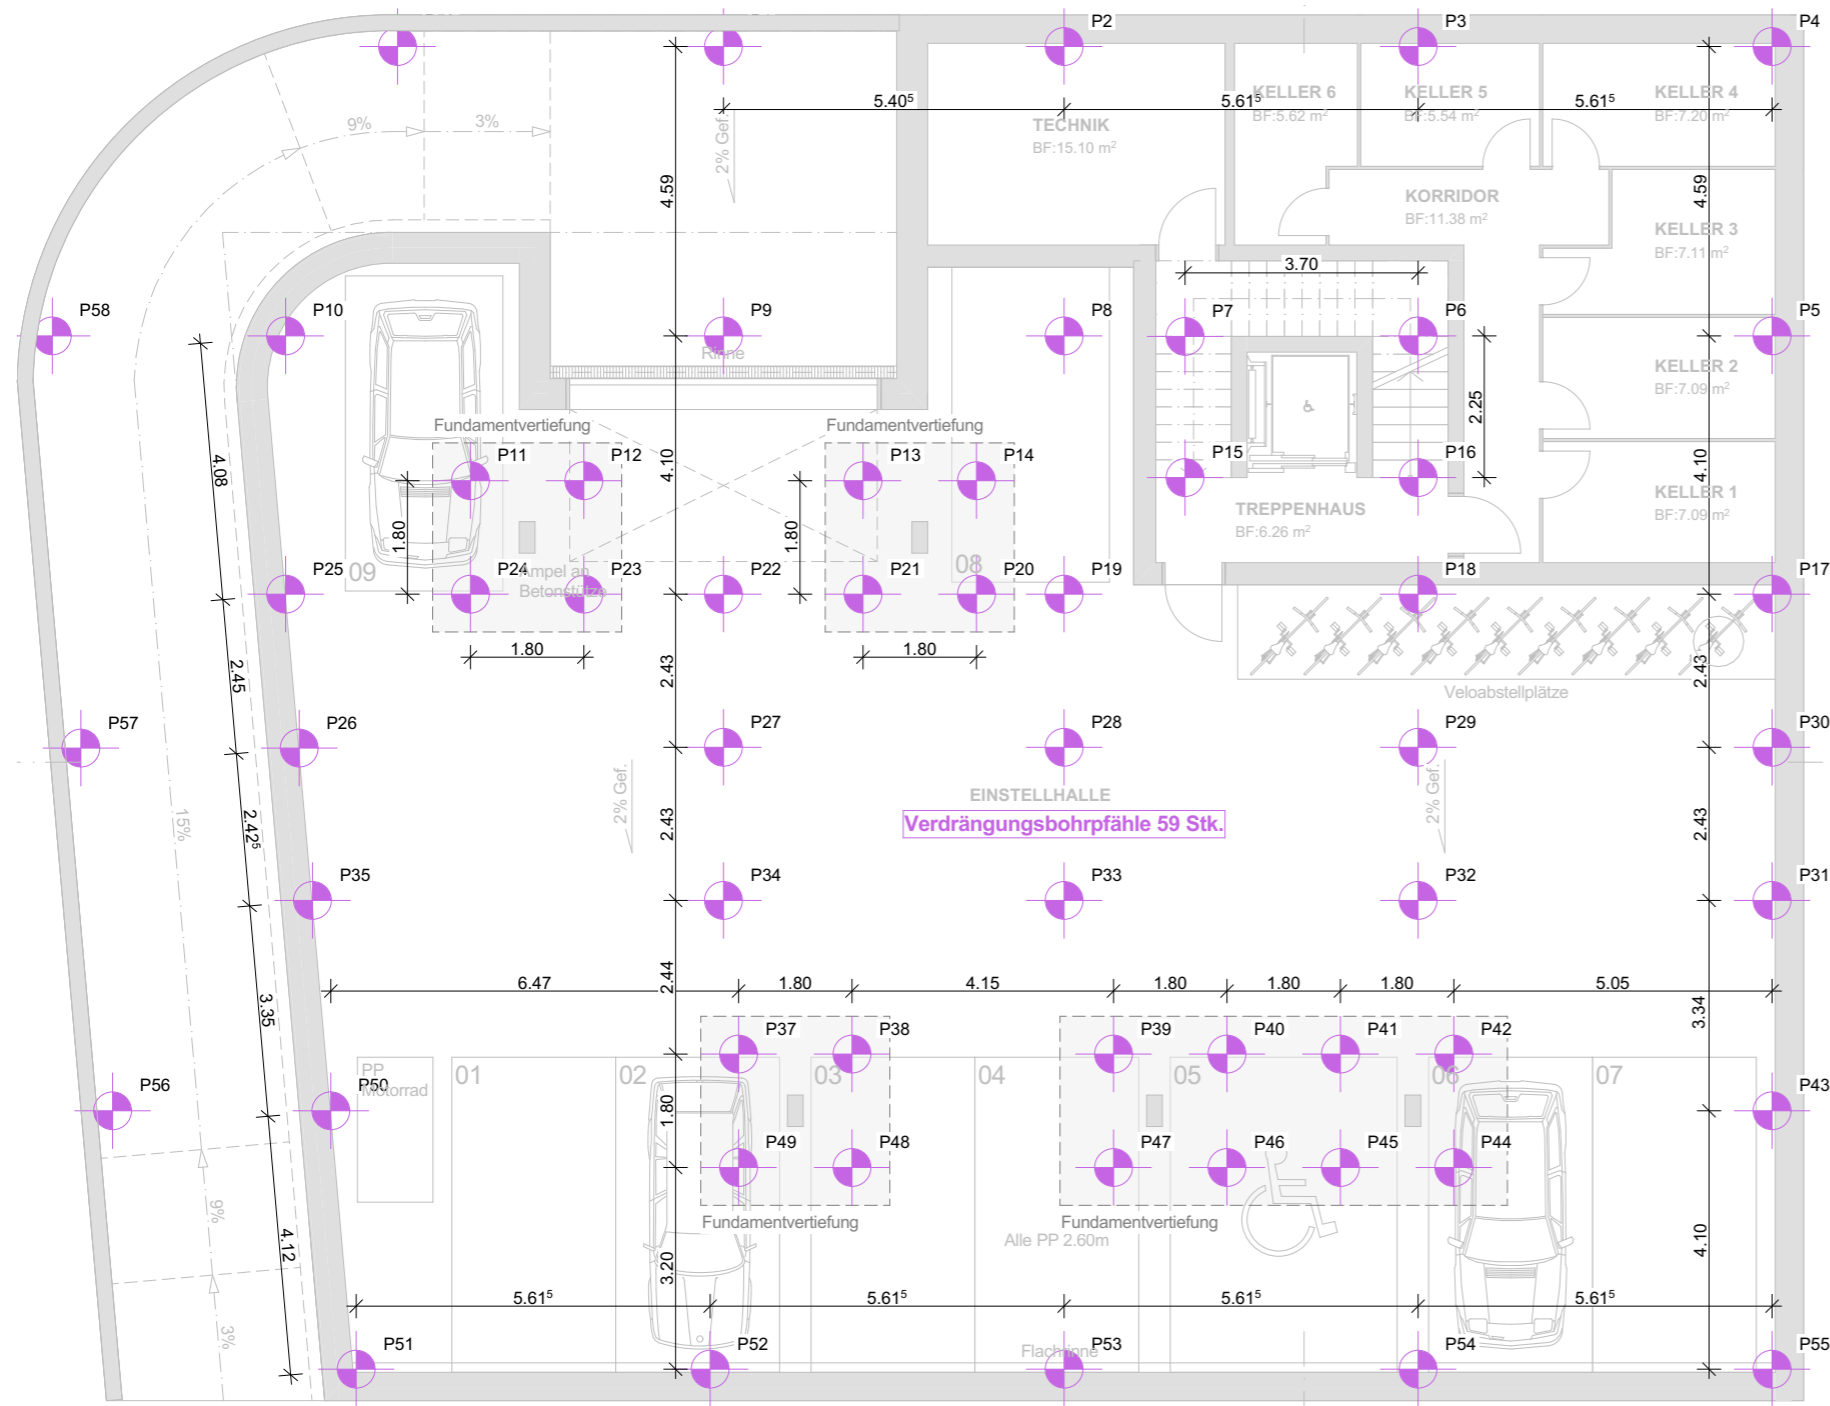 P2
P3
P4
5.40⁵
5.61⁵
5.61⁵
KELLER 6
BF:5.62 m²
KELLER 5
BF:5.54 m²
KELLER 4
BF:7.20 m²
9%
3%
2% Gef.
TECHNIK
BF:15.10 m²
4.59
4.59
KORRIDOR
BF:11.38 m²
KELLER 3
BF:7.11 m²
3.70
P58
P10
P9
P8
P7
P6
P5
Rinne
KELLER 2
BF:7.09 m²
2.25
Fundamentvertiefung
Fundamentvertiefung
4.08
P11
P12
4.10
P13
P14
P15
P16
4.10
KELLER 1
BF:7.09 m²
1.80
1.80
TREPPENHAUS
BF:6.26 m²
P25
09
P24
Ampel an
Betonstütze
P23
P22
P21
08
P20
P19
P18
P17
1.80
1.80
2.45
2.43
2.43
Veloabstellplätze
P57
P26
P27
P28
P29
P30
15%
2.42⁵
2% Gef.
2.43
EINSTELLHALLE
Verdrängungsbohrpfähle 59 Stk.
2% Gef.
2.43
P35
P34
P33
P32
P31
6.47
2.44
1.80
4.15
1.80
1.80
1.80
5.05
3.35
3.34
P37
P38
P39
P40
P41
P42
P56
PP
Motorrad
P50
01
02
03
04
05
06
07
P43
1.80
P49
P48
P47
P46
P45
P44
9%
4.12
Fundamentvertiefung
Fundamentvertiefung
Alle PP 2.60m
3.20
4.10
5.61⁵
5.61⁵
5.61⁵
5.61⁵
3%
P51
P52
Flachrinne
P53
P54
P55